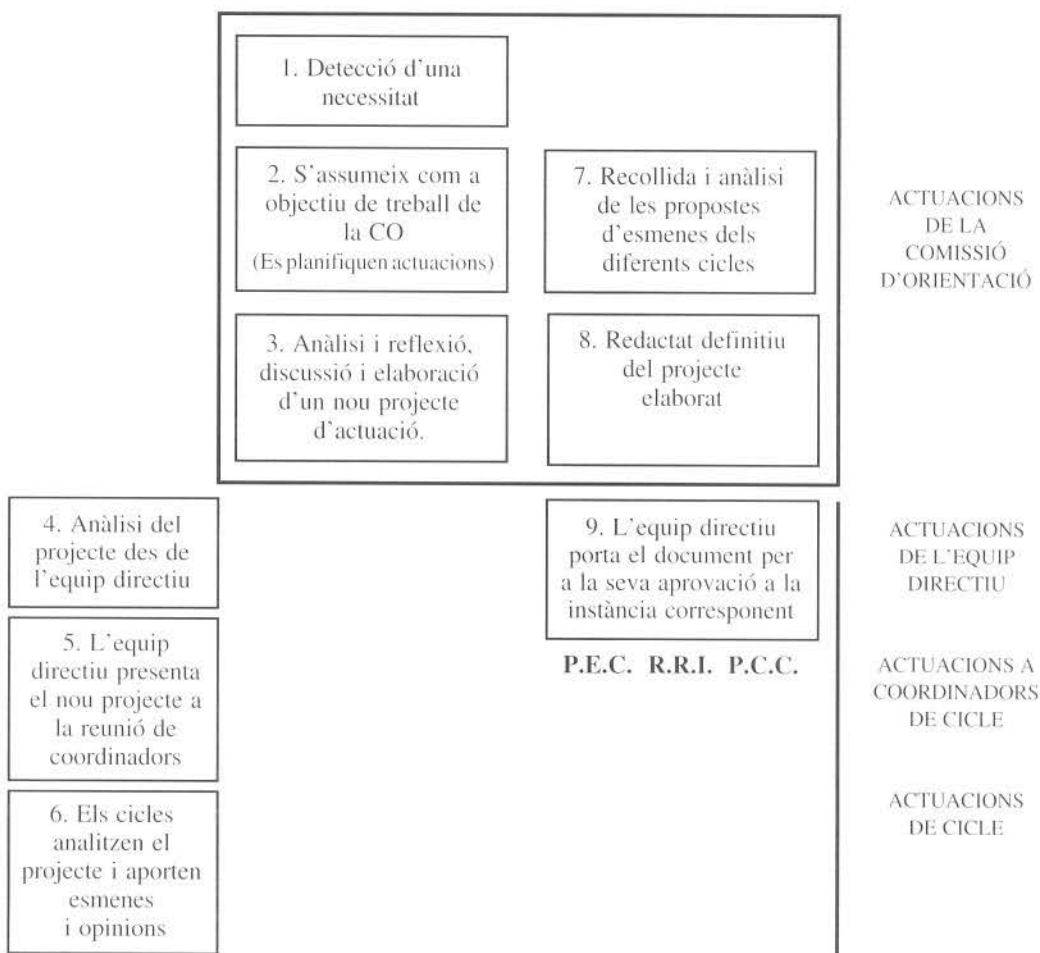 1. Detecció d'una
necessitat
2. S'assumeix com a
objectiu de treball de
la CO
(Es planifiquen actuacions)
3. Anàlisi i reflexió,
discussió i elaboració
d'un nou projecte
d'actuació.
7. Recollida i anàlisi
de les propostes
d'esmenes dels
diferents cicles
8. Redactat definitiu
del projecte
elaborat
ACTUACIONS
DE LA
COMISSIÓ
D'ORIENTACIÓ
4. Anàlisi del
projecte des de
l'equip directiu
5. L'equip
directiu presenta
el nou projecte a
la reunió de
coordinadors
6. Els cicles
analitzen el
projecte i aporten
esmenes
i opinions
9. L'equip directiu
porta el document per
a la seva aprovació a la
instància corresponent
P.E.C. R.R.I. P.C.C.
ACTUACIONS
DE L'EQUIP
DIRECTIU
ACTUACIONS A
COORDINADORS
DE CICLE
ACTUACIONS
DE CICLE